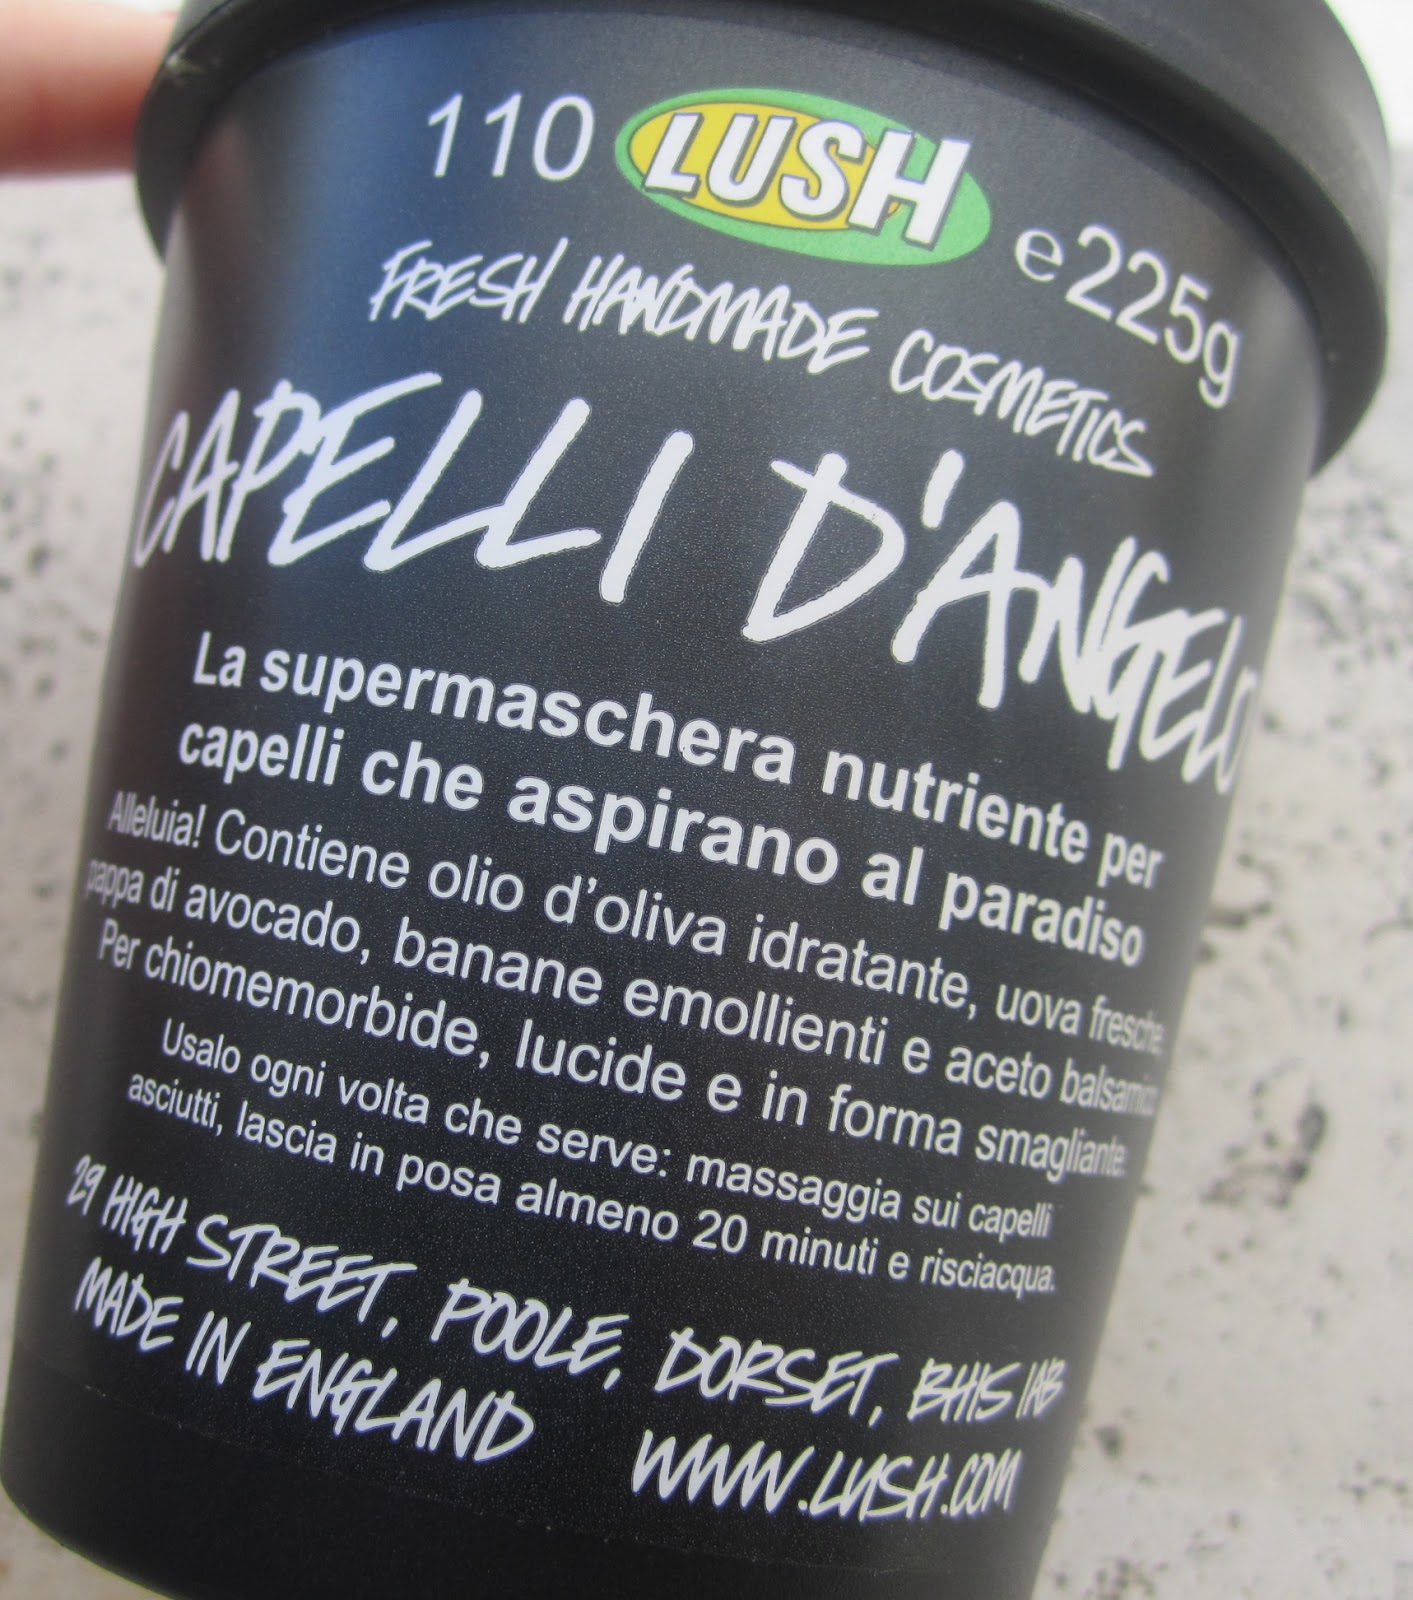 110 LUSH e225g
FRESH HANDMADE COSMETICS
CAPELLI D'ANGELO
La supermaschera nutriente per
capelli che aspirano al paradiso
Alleluia! Contiene olio d'oliva idratante, uova fresche,
pappa di avocado, banane emollienti e aceto balsamico.
Per chiomemorbide, lucide e in forma smagliante.
Usalo ogni volta che serve: massaggia sui capelli
asciutti, lascia in posa almeno 20 minuti e risciacqua.
29 HIGH STREET, POOLE, DORSET, BH15 1AB
MADE IN ENGLAND WWW.LUSH.COM